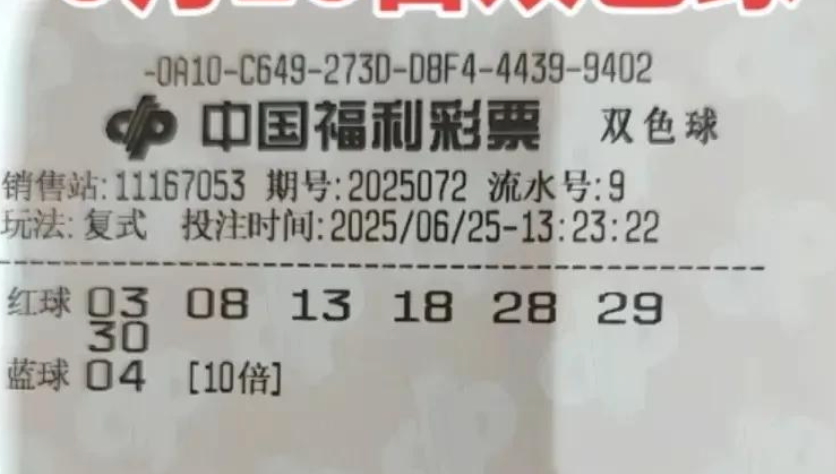 -0A10-C649-273D-D8F4-4439-9402
中国福利彩票 双色球
销售站:11167053 期号:2025072 流水号:9
玩法:复式 投注时间:2025/06/25-13:23:22
红球 03 08 13 18 28 29
30
蓝球 04 [10倍]